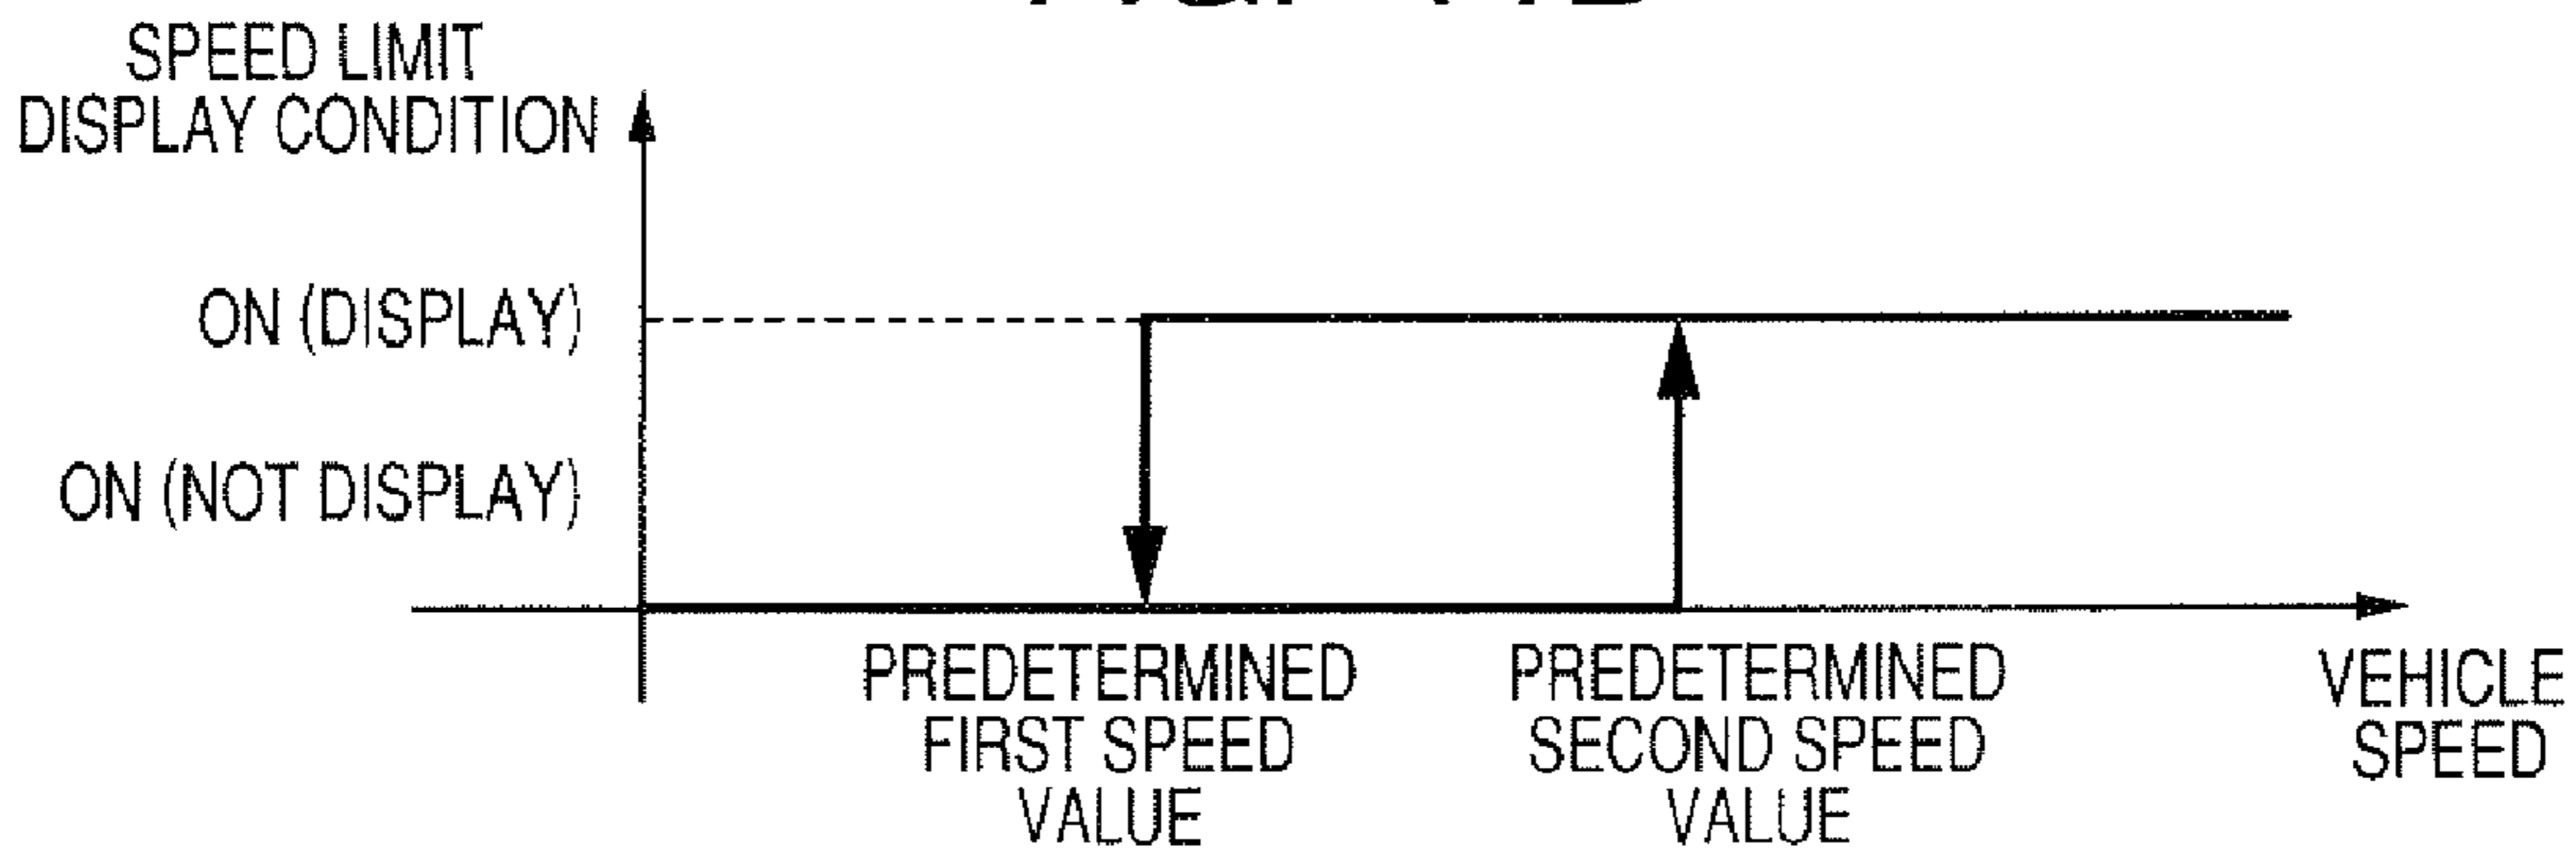 SPEED LIMIT
DISPLAY CONDITION
ON (DISPLAY)
ON (NOT DISPLAY)
PREDETERMINED
FIRST SPEED
VALUE
PREDETERMINED
SECOND SPEED
VALUE
VEHICLE
SPEED